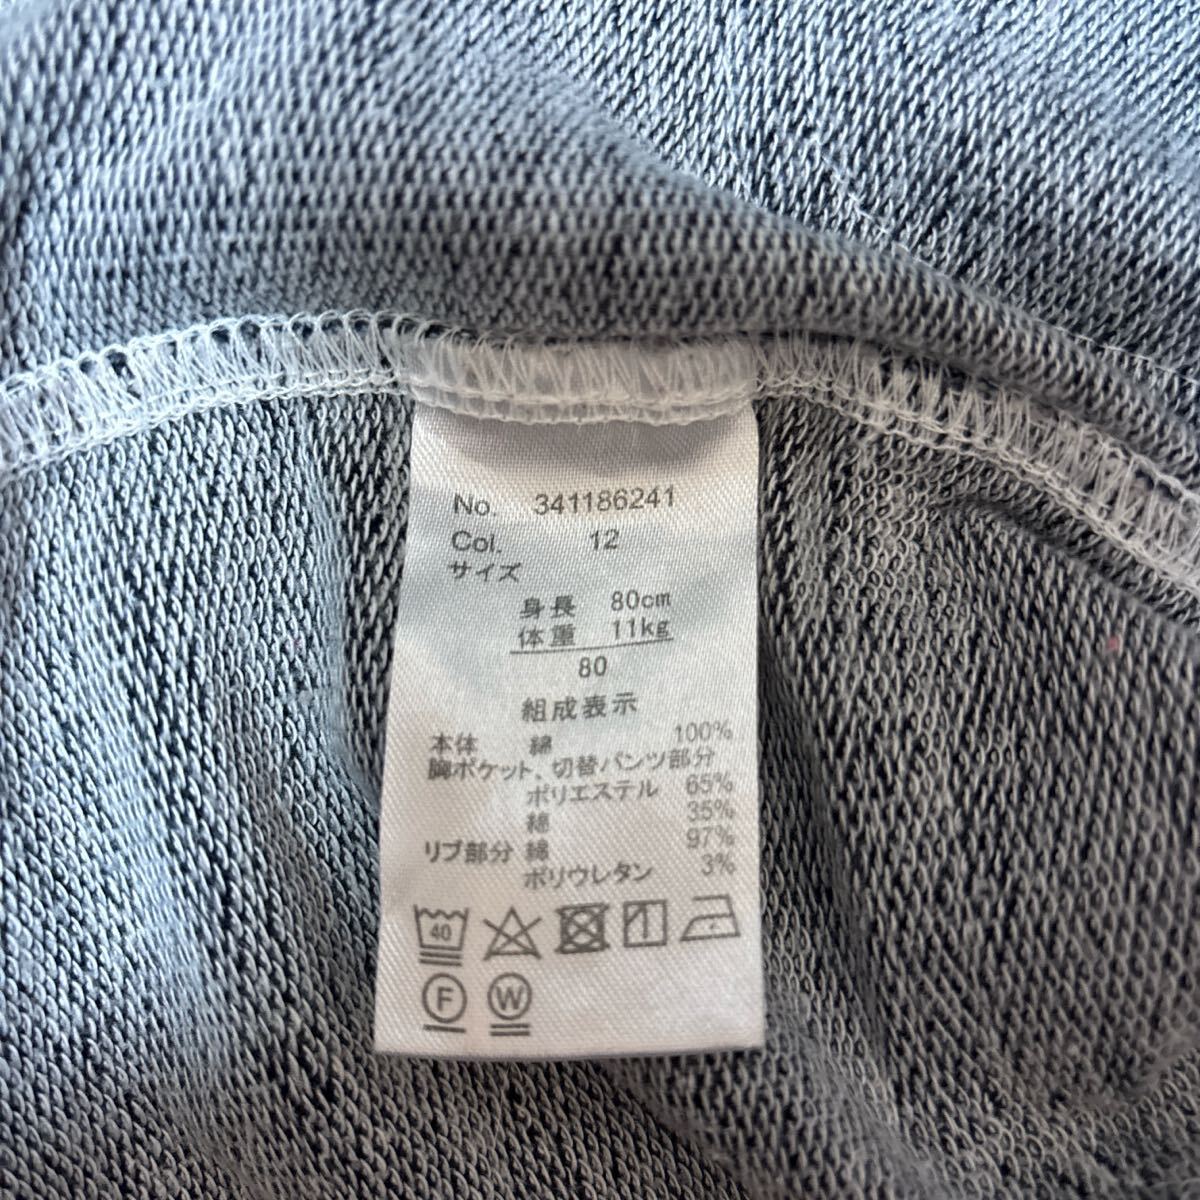 No. 341186241
Col. 12
サイズ
身長 80cm
体重 11kg
80
組成表示
本体 綿 100%
胸ポケット、切替パンツ部分
ポリエステル 65%
綿 35%
リブ部分 綿 97%
ポリウレタン 3%
40
F W